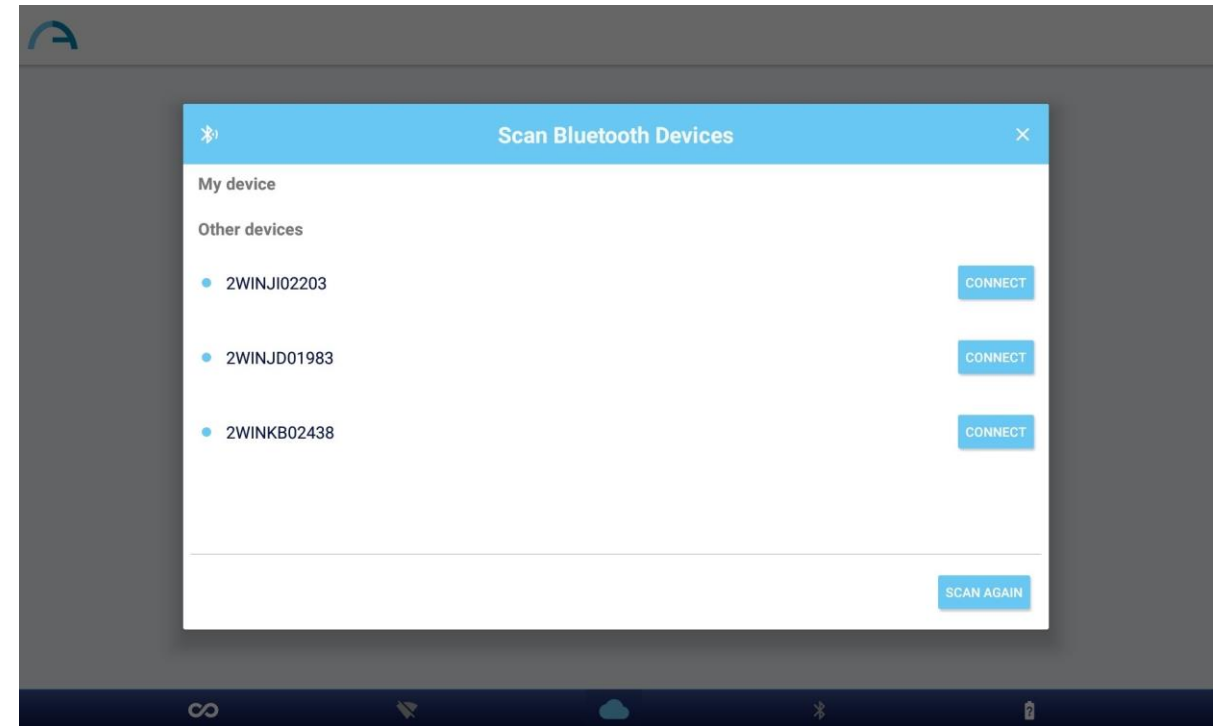 Scan Bluetooth Devices
My device
Other devices
2WINJI02203 CONNECT
2WINJD01983 CONNECT
2WINKB02438 CONNECT
SCAN AGAIN